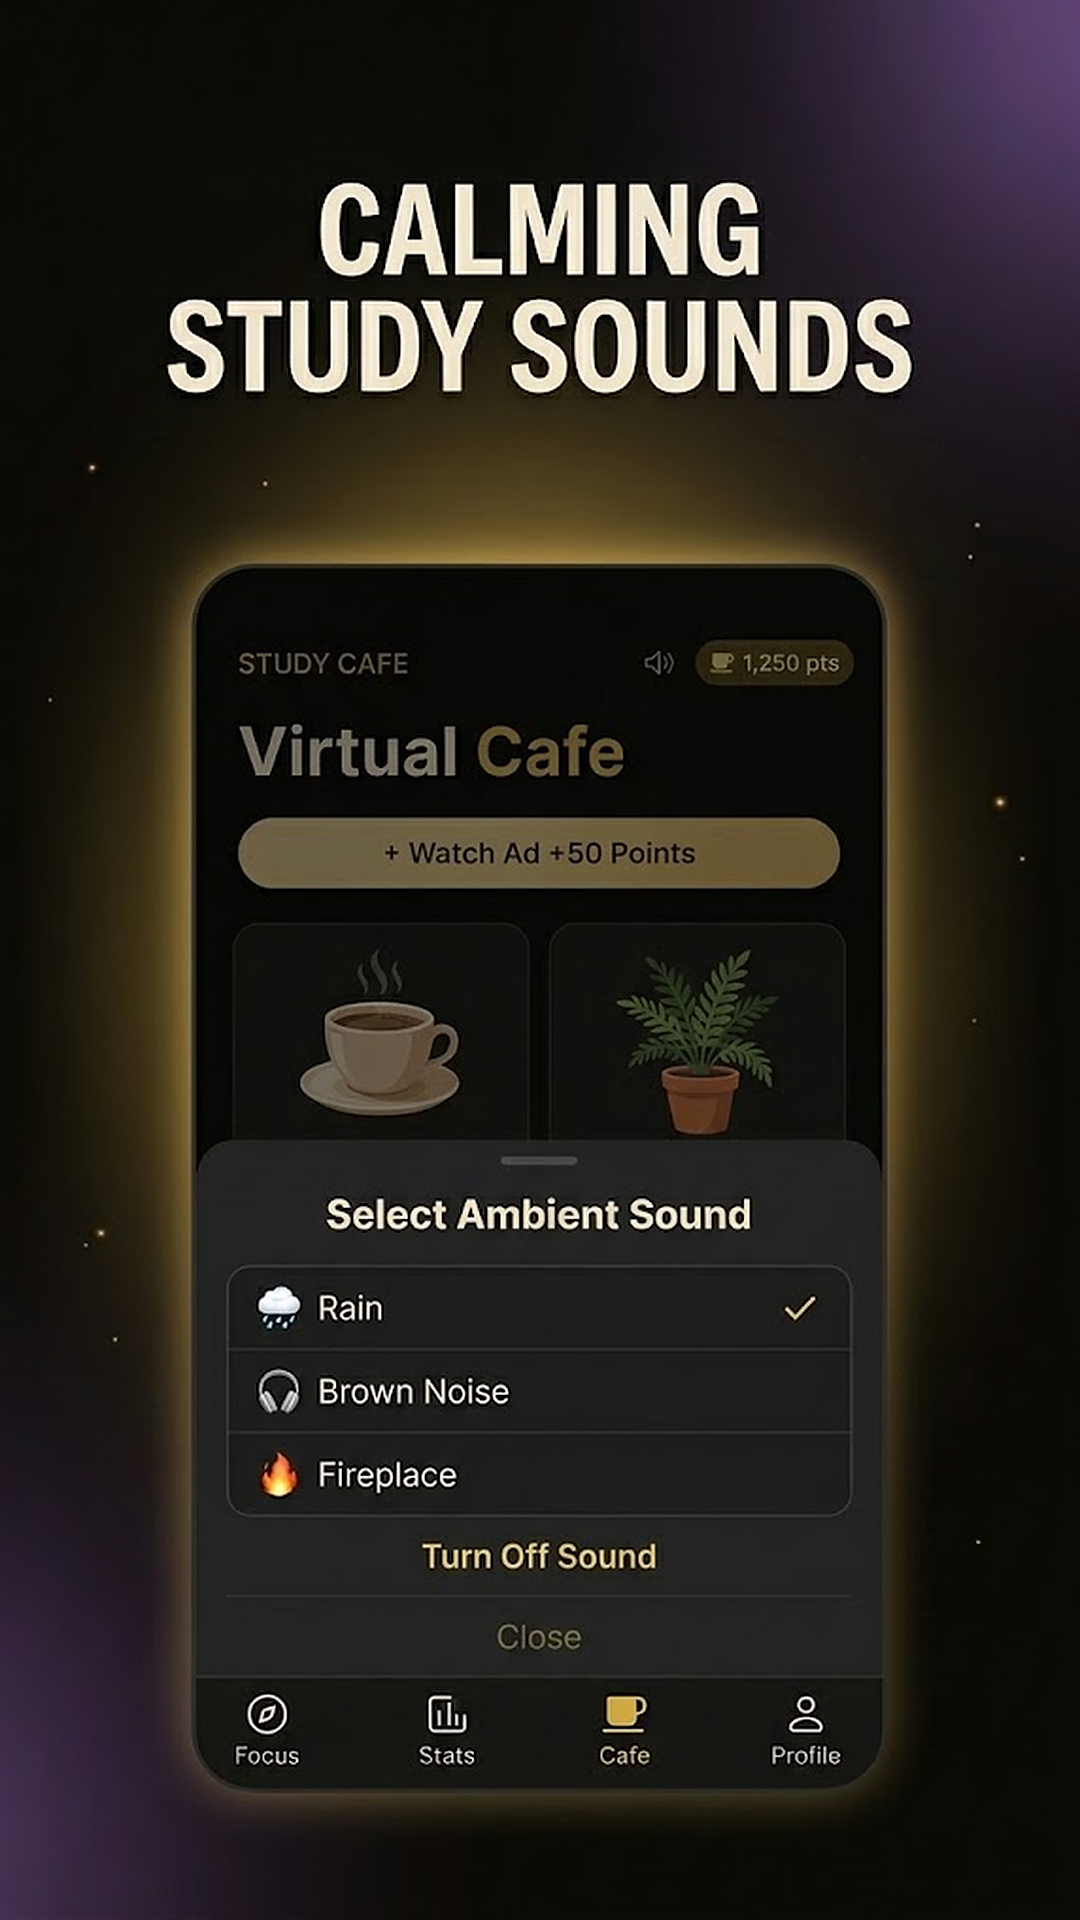 CALMING
STUDY SOUNDS
STUDY CAFE
1,250 pts
Virtual Cafe
+ Watch Ad +50 Points
Select Ambient Sound
Rain
Brown Noise
Fireplace
Turn Off Sound
Close
Focus Stats Cafe Profile